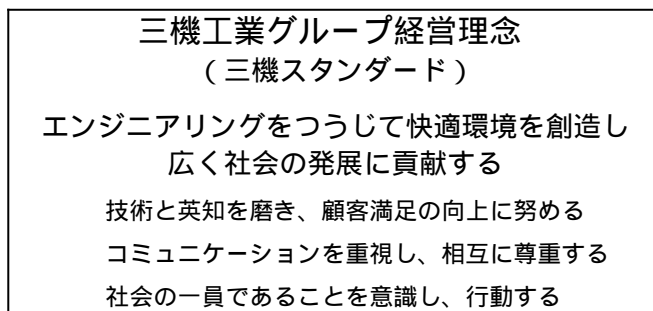 三機工業グループ経営理念
（三機スタンダード）
エンジニアリングをつうじて快適環境を創造し
広く社会の発展に貢献する
技術と英知を磨き、顧客満足の向上に努める
コミュニケーションを重視し、相互に尊重する
社会の一員であることを意識し、行動する